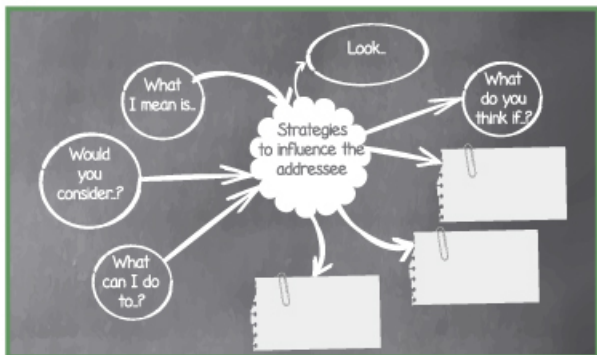 Look..
What
I mean is..
What
do you
think if..?
Strategies
to influence the
addressee
Would
you
consider..?
What
can I do
to..?